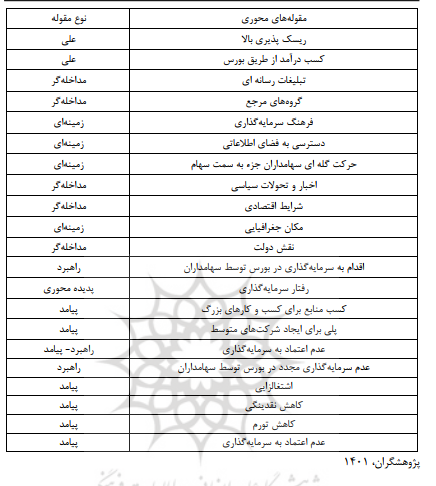 مقوله‌های محوری نوع مقوله
ریسک پذیری بالا علی
کسب درآمد از طریق بورس علی
تبلیغات رسانه ای مداخله‌گر
گروه‌های مرجع مداخله‌گر
فرهنگ سرمایه‌گذاری زمینه‌ای
دسترسی به فضای اطلاعاتی زمینه‌ای
حرکت گله ای سهامداران جزء به سمت سهام زمینه‌ای
اخبار و تحولات سیاسی مداخله‌گر
شرایط اقتصادی مداخله‌گر
مکان جغرافیایی زمینه‌ای
نقش دولت مداخله‌گر
اقدام به سرمایه‌گذاری در بورس توسط سهامداران راهبرد
رفتار سرمایه‌گذاری پدیده محوری
کسب منابع برای کسب و کارهای بزرگ پیامد
پلی برای ایجاد شرکت‌های متوسط پیامد
عدم اعتماد به سرمایه‌گذاری راهبرد- پیامد
عدم سرمایه‌گذاری مجدد در بورس توسط سهامداران راهبرد
اشتغالزایی پیامد
کاهش نقدینگی پیامد
کاهش تورم پیامد
عدم اعتماد به سرمایه‌گذاری پیامد
پژوهشگران، ۱۴۰۱